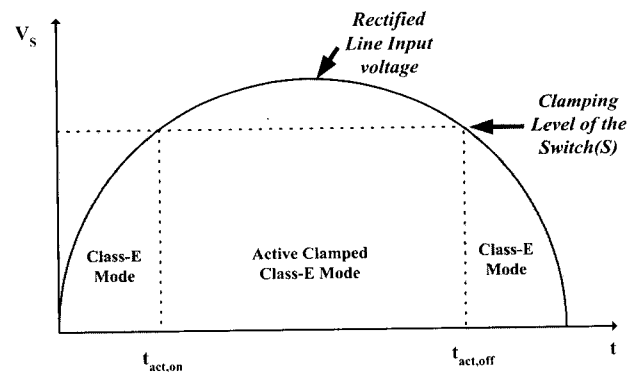 V_S
Rectified
Line Input
voltage
Clamping
Level of the
Switch(S)
Class-E
Mode
Active Clamped
Class-E Mode
Class-E
Mode
t_act,on
t_act,off
t